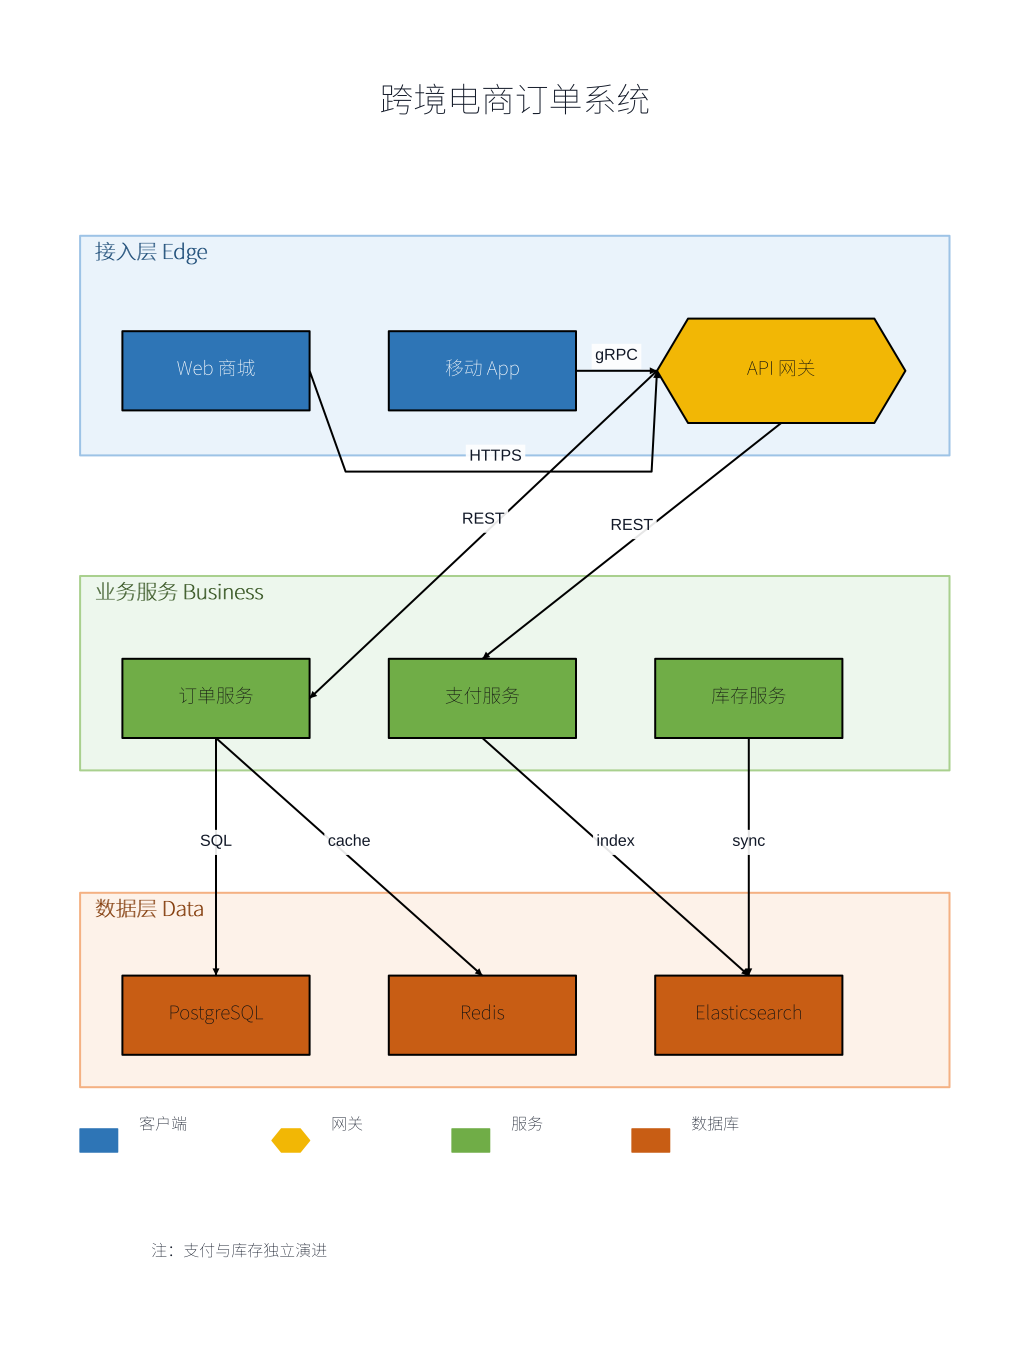 跨境电商订单系统
接入层 Edge
Web 商城
移动 App
gRPC
API 网关
HTTPS
REST
REST
业务服务 Business
订单服务
支付服务
库存服务
SQL
cache
index
sync
数据层 Data
PostgreSQL
Redis
Elasticsearch
客户端
网关
服务
数据库
注：支付与库存独立演进